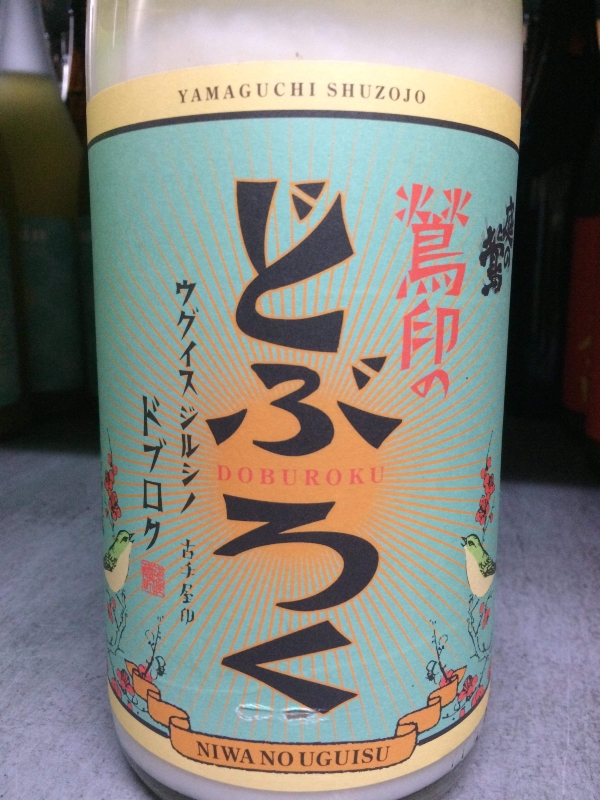 YAMAGUCHI SHUZOJO
庭の鶯
鶯印の
どぶろく
DOBUROKU
ウグイスジルシノ
ドブロク
古手屋印
NIWA NO UGUISU